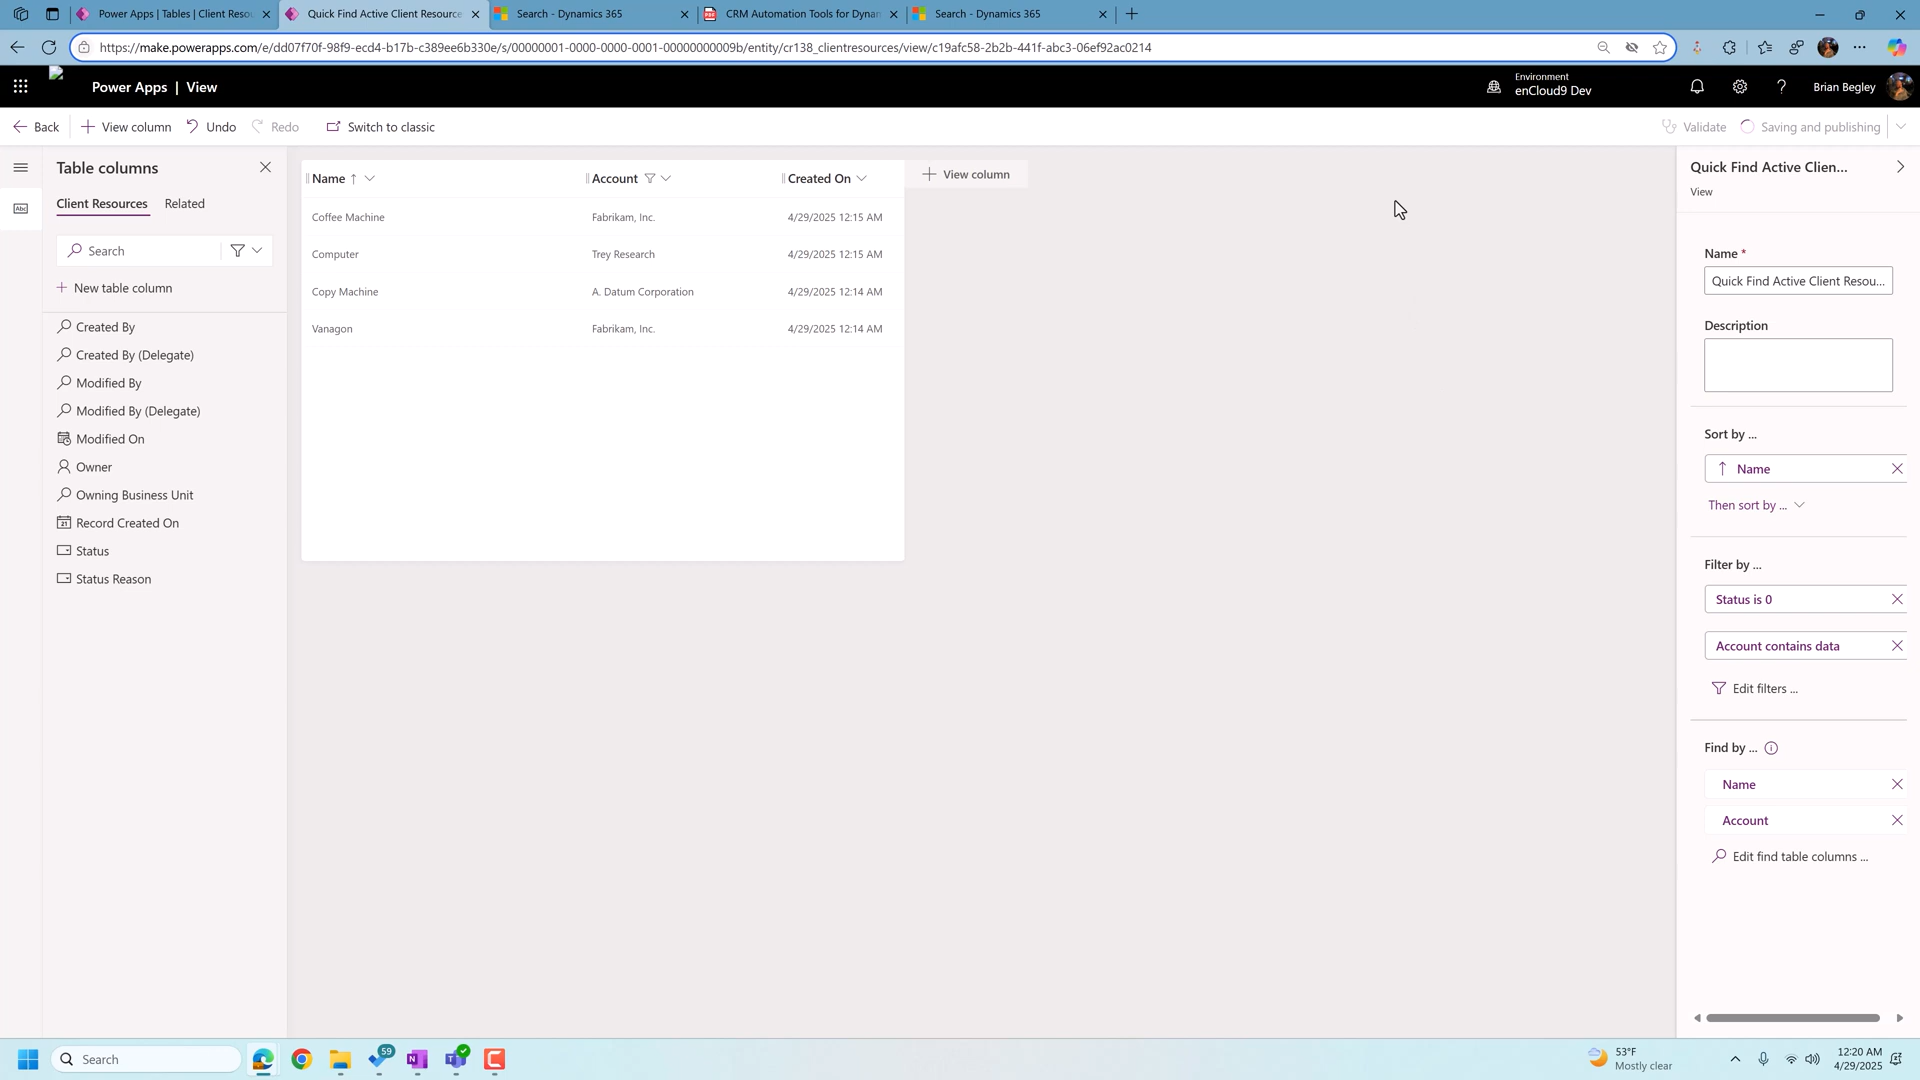 Power Apps | Tables | Client Resou
Quick Find Active Client Resource
Search - Dynamics 365
CRM Automation Tools for Dynan
Search - Dynamics 365
https://make.powerapps.com/e/dd07f70f-98f9-ecd4-b17b-c389ee6b330e/s/00000001-0000-0000-0001-00000000009b/entity/cr138_clientresources/view/c19afc58-2b2b-441f-abc3-06ef92ac0214
Power Apps | View
Environment
enCloud9 Dev
Brian Begley
Back
View column
Undo
Redo
Switch to classic
Validate
Saving and publishing
Table columns
Client Resources
Related
Search
New table column
Abc
Created By
Created By (Delegate)
Modified By
Modified By (Delegate)
Modified On
Owner
Owning Business Unit
Record Created On
Status
Status Reason
Name
Account
Created On
View column
Coffee Machine
Fabrikam, Inc.
4/29/2025 12:15 AM
Computer
Trey Research
4/29/2025 12:15 AM
Copy Machine
A. Datum Corporation
4/29/2025 12:14 AM
Vanagon
Fabrikam, Inc.
4/29/2025 12:14 AM
Quick Find Active Clien...
View
Name *
Quick Find Active Client Resou...
Description
Sort by ...
Name
Then sort by ...
Filter by ...
Status is 0
Account contains data
Edit filters ...
Find by ...
Name
Account
Edit find table columns ...
Search
59
53°F
Mostly clear
12:20 AM
4/29/2025